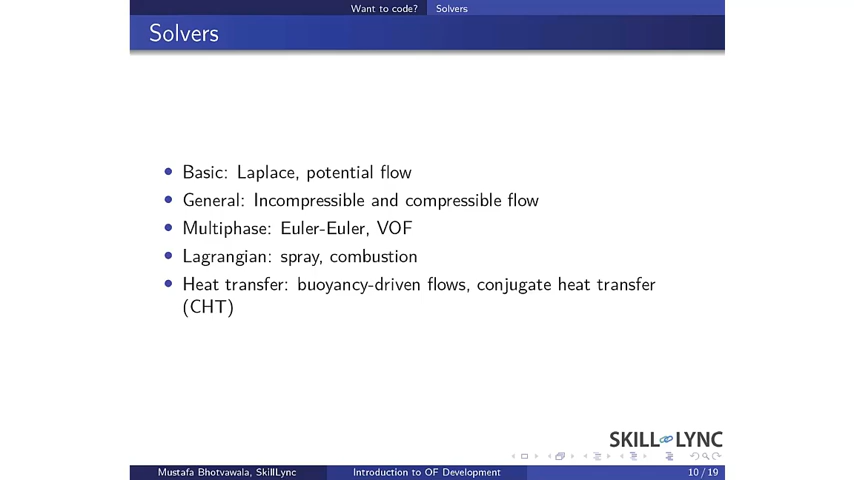 Want to code? Solvers
Solvers
• Basic: Laplace, potential flow
• General: Incompressible and compressible flow
• Multiphase: Euler-Euler, VOF
• Lagrangian: spray, combustion
• Heat transfer: buoyancy-driven flows, conjugate heat transfer
(CHT)
SKILL LYNC
Mustafa Bhotvawala, SkillLync Introduction to OF Development 10 / 19